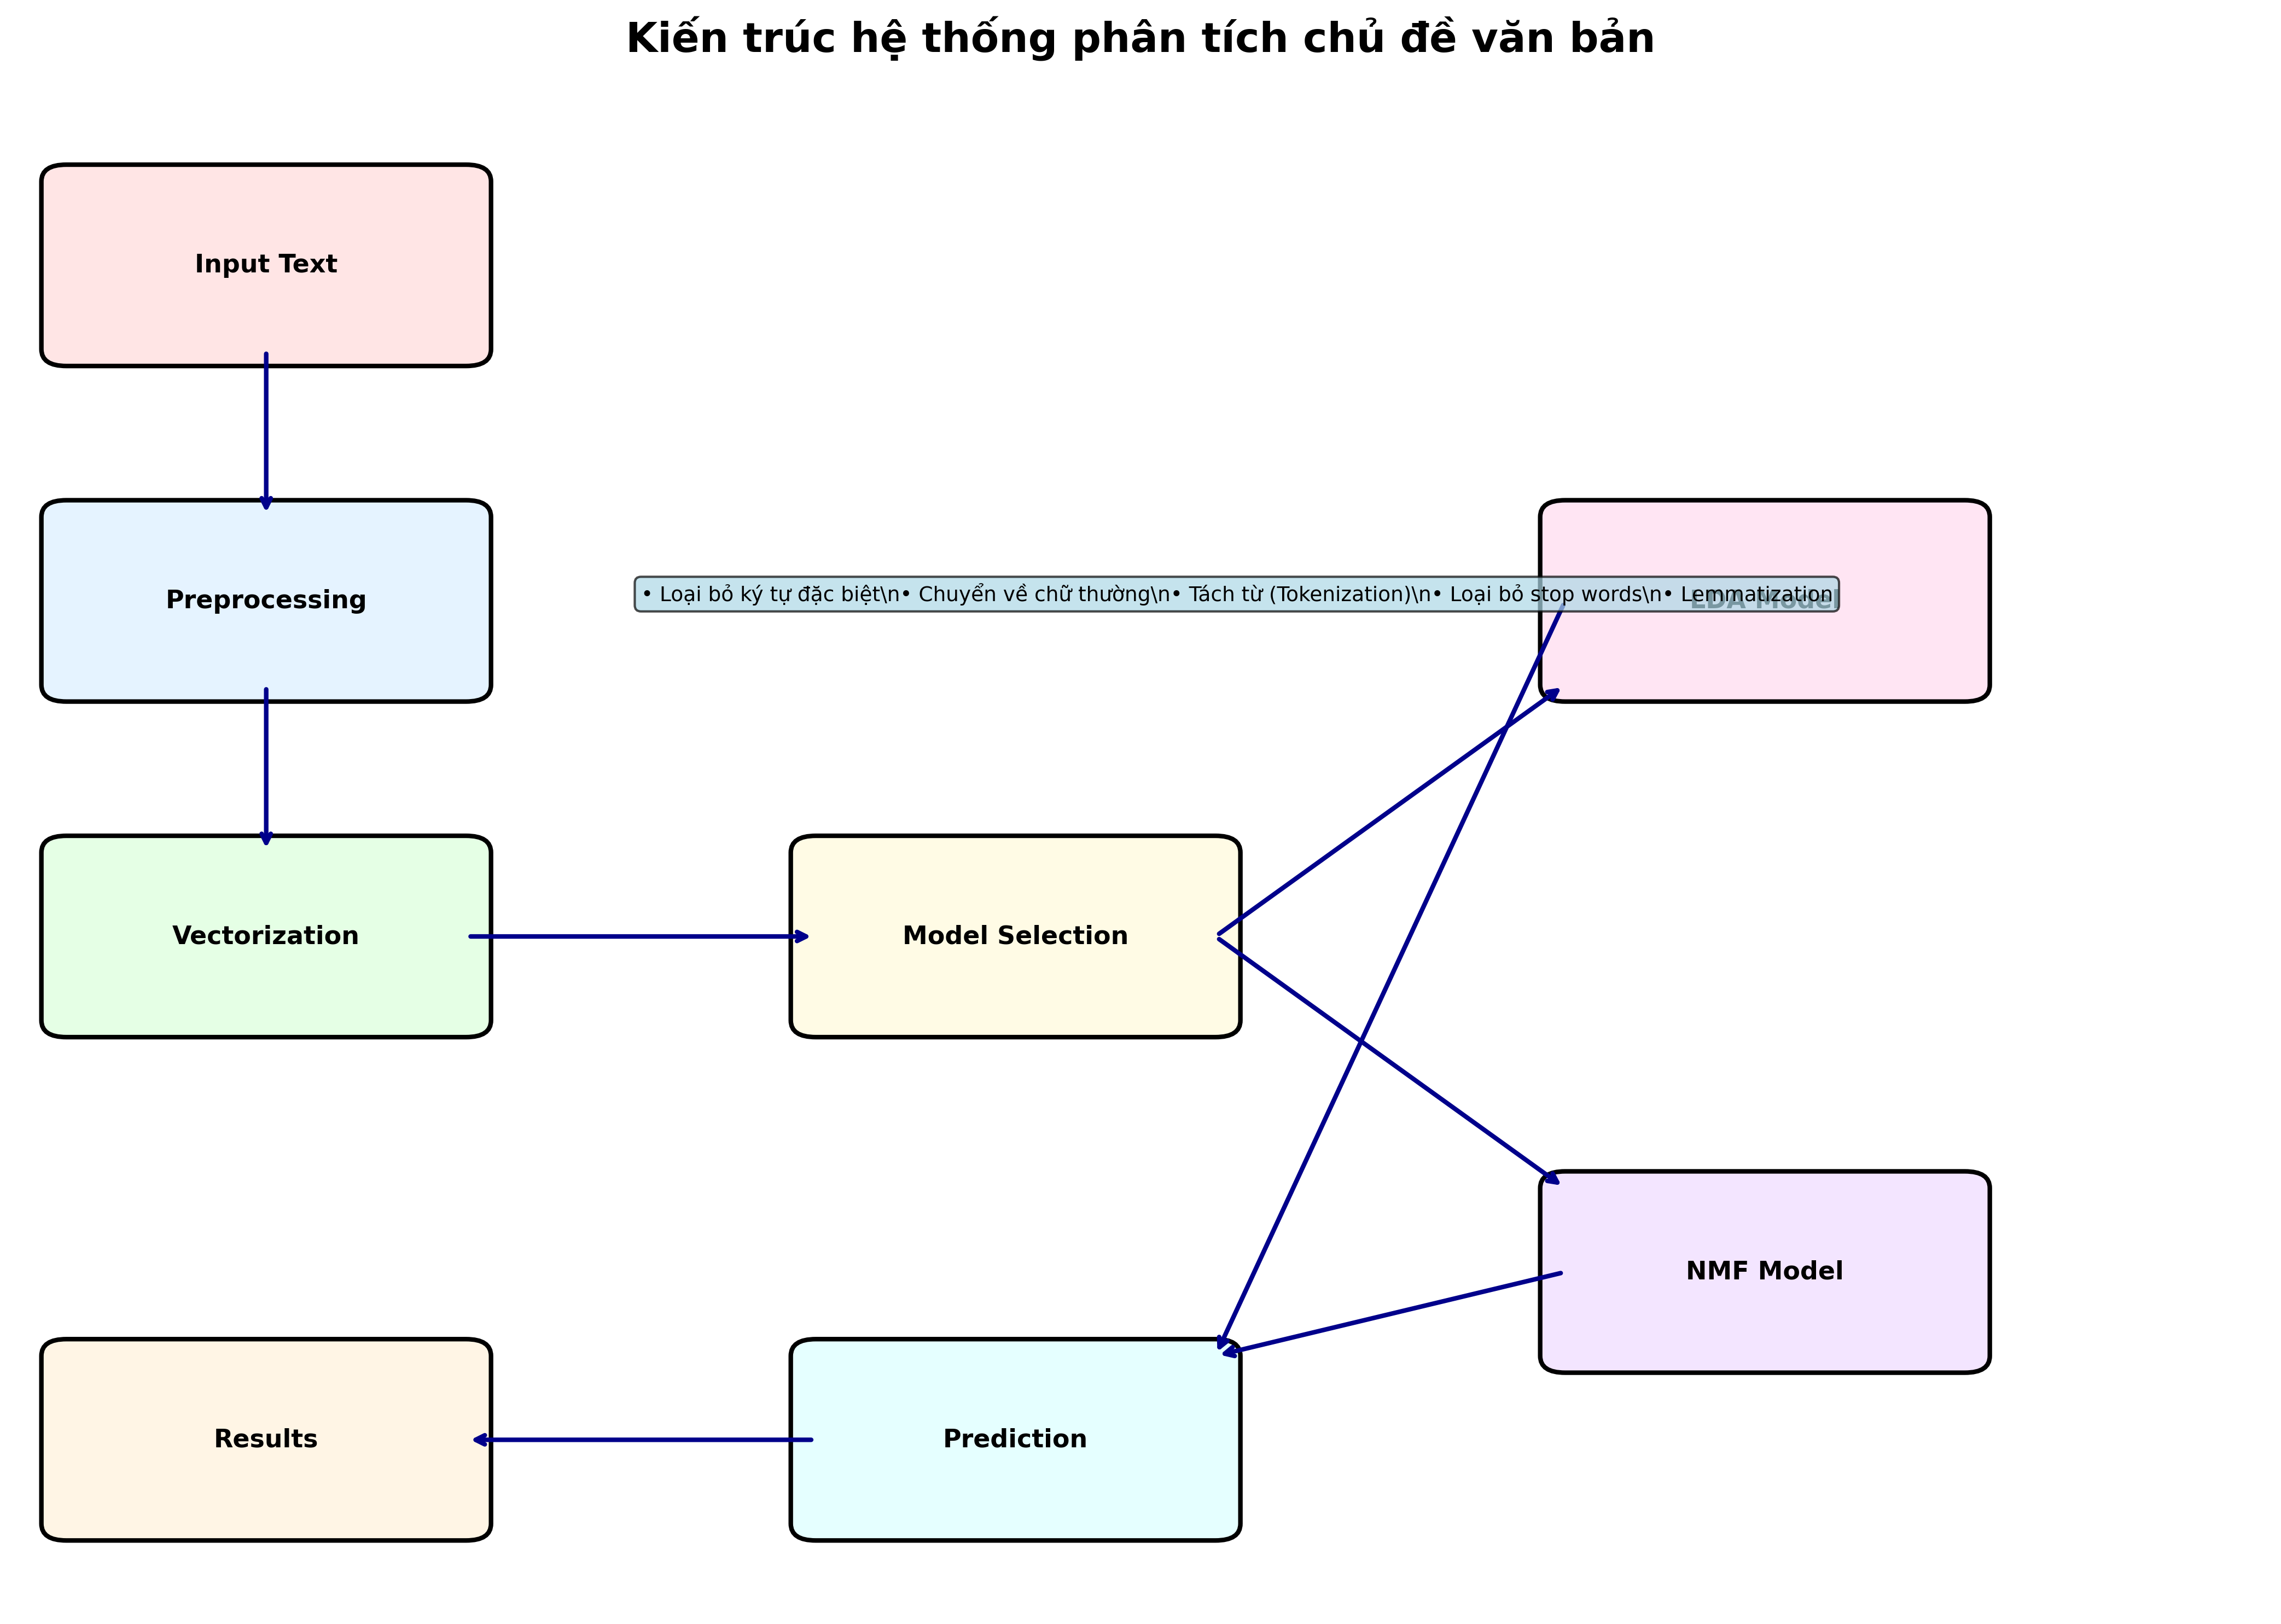 Kiến trúc hệ thống phân tích chủ đề văn bản
Input Text
Preprocessing
• Loại bỏ ký tự đặc biệt\n• Chuyển về chữ thường\n• Tách từ (Tokenization)\n• Loại bỏ stop words\n• Lemmatization
LDA Model
Vectorization
Model Selection
NMF Model
Results
Prediction